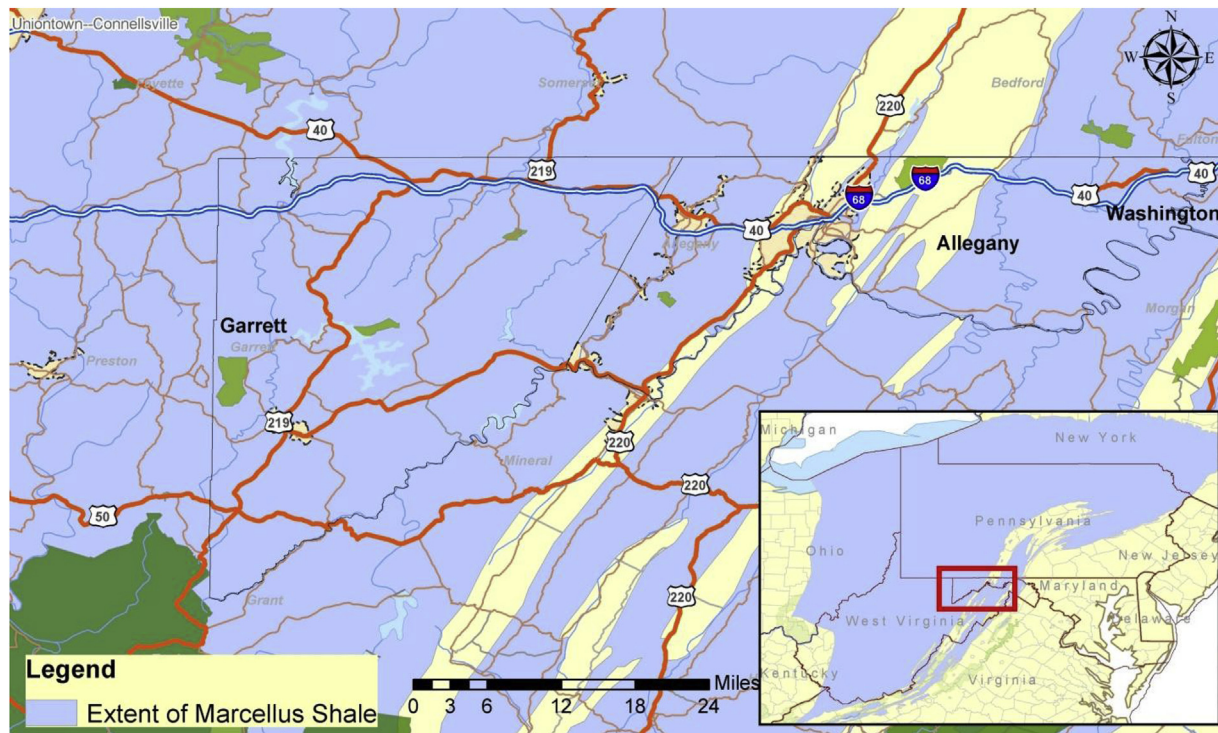 Uniontown--Connellsville
N
W E
S
Fayette
Somerset
Bedford
220
40
Fulton
219
68
68
40
40
Washington
40
Allegany
Allegany
Garrett
Garrett
Morgan
Preston
219
220
Mineral
220
50
Grant
220
Michigan
New York
Pennsylvania
Ohio
New Jersey
Maryland
Delaware
West Virginia
Kentucky
Virginia
Legend
Extent of Marcellus Shale
Miles
0 3 6 12 18 24